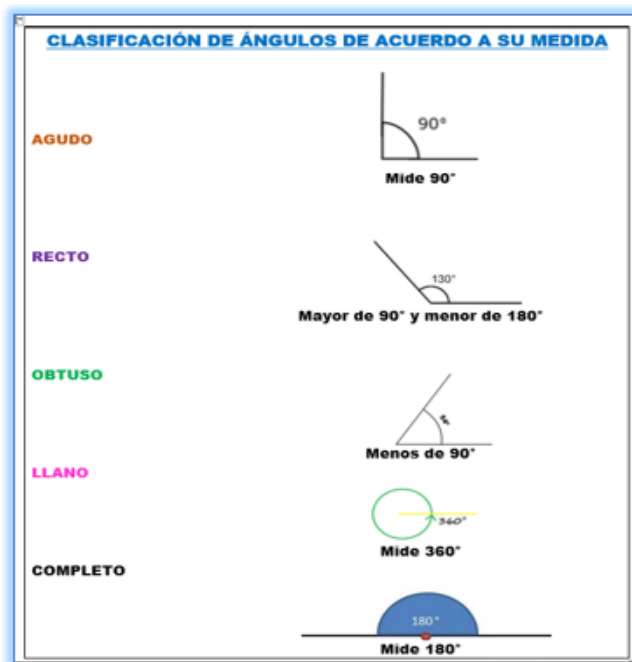 CLASIFICACIÓN DE ÁNGULOS DE ACUERDO A SU MEDIDA
90°
AGUDO
Mide 90°
RECTO
130°
Mayor de 90° y menor de 180°
OBTUSO
Menos de 90°
LLANO
360°
Mide 360°
COMPLETO
180°
Mide 180°